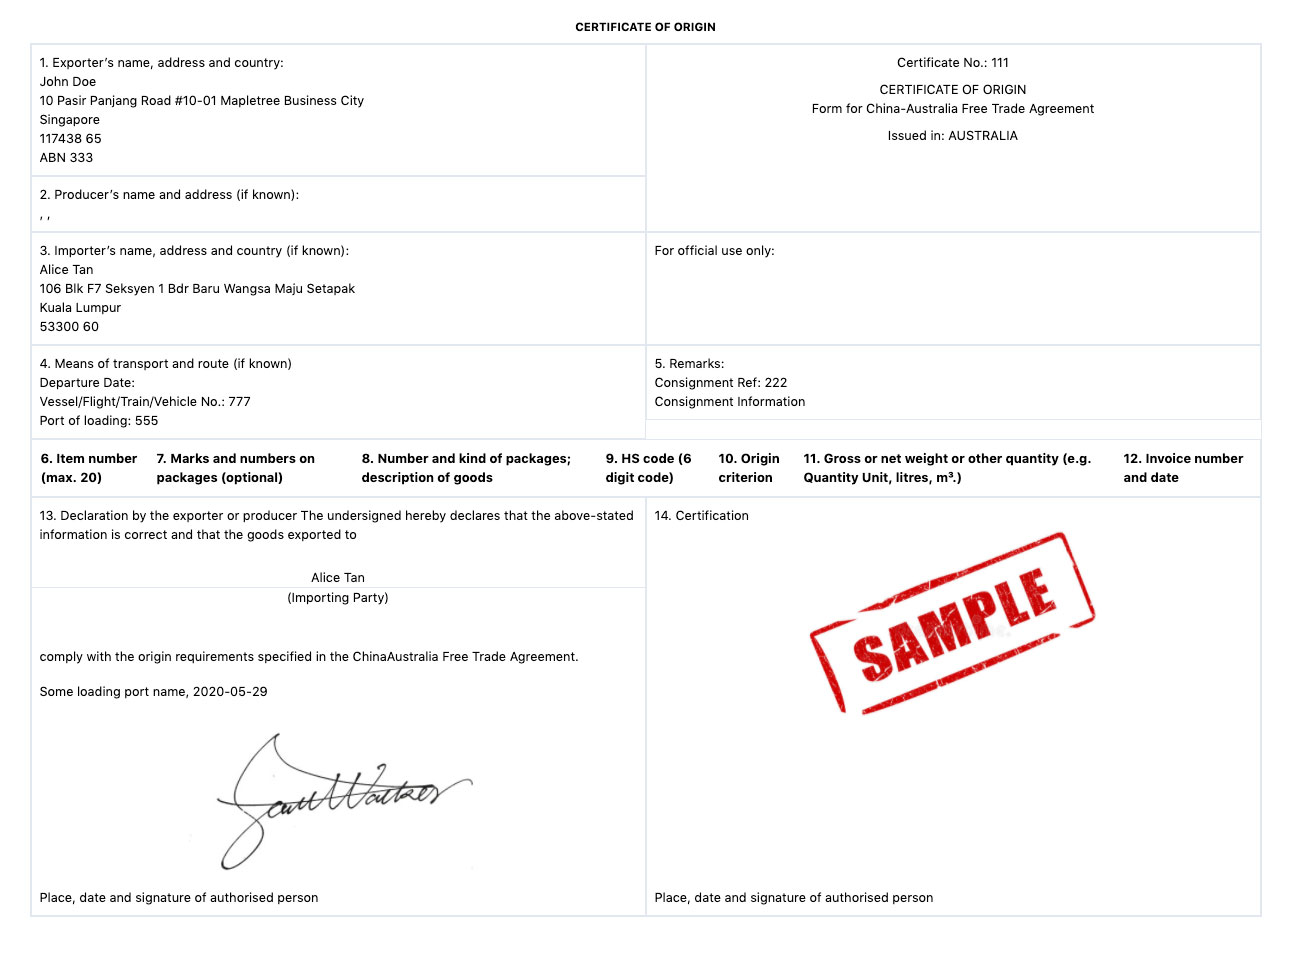 CERTIFICATE OF ORIGIN
1. Exporter’s name, address and country:
John Doe
10 Pasir Panjang Road #10-01 Mapletree Business City
Singapore
117438 65
ABN 333
Certificate No.: 111
CERTIFICATE OF ORIGIN
Form for China-Australia Free Trade Agreement
Issued in: AUSTRALIA
2. Producer’s name and address (if known):
, ,
3. Importer’s name, address and country (if known):
Alice Tan
106 Blk F7 Seksyen 1 Bdr Baru Wangsa Maju Setapak
Kuala Lumpur
53300 60
For official use only:
4. Means of transport and route (if known)
Departure Date:
Vessel/Flight/Train/Vehicle No.: 777
Port of loading: 555
5. Remarks:
Consignment Ref: 222
Consignment Information
6. Item number
(max. 20)
7. Marks and numbers on
packages (optional)
8. Number and kind of packages;
description of goods
9. HS code (6
digit code)
10. Origin
criterion
11. Gross or net weight or other quantity (e.g.
Quantity Unit, litres, m³.)
12. Invoice number
and date
13. Declaration by the exporter or producer The undersigned hereby declares that the above-stated
information is correct and that the goods exported to
Alice Tan
(Importing Party)
comply with the origin requirements specified in the ChinaAustralia Free Trade Agreement.
Some loading port name, 2020-05-29
Place, date and signature of authorised person
14. Certification
SAMPLE
Place, date and signature of authorised person